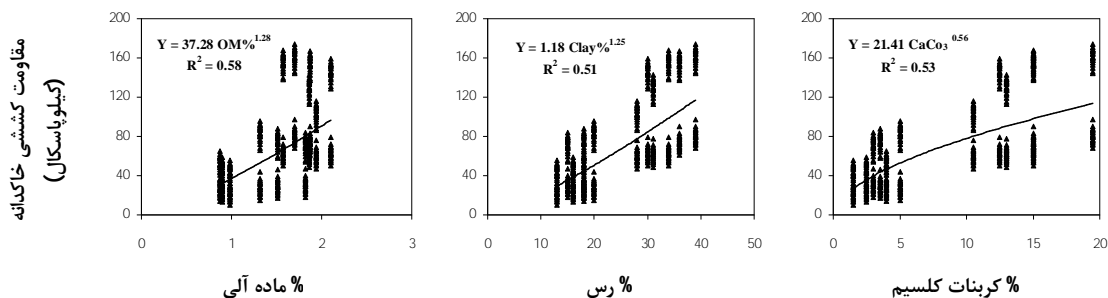 مقاومت کششی خاکدانه
(کیلوپاسکال)
200
160
120
80
40
0
Y = 37.28 OM%^1.28
R² = 0.58
0 1 2 3
% ماده آلی
200
160
120
80
40
0
Y = 1.18 Clay%^1.25
R² = 0.51
0 10 20 30 40 50
% رس
200
160
120
80
40
0
Y = 21.41 CaCo₃ ^0.56
R² = 0.53
0 5 10 15 20
% کربنات کلسیم